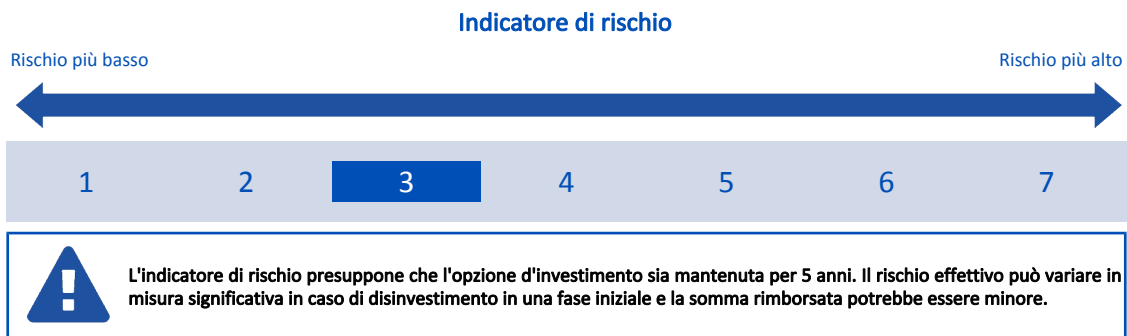 Indicatore di rischio
Rischio più basso
Rischio più alto
1 2 3 4 5 6 7
L'indicatore di rischio presuppone che l'opzione d'investimento sia mantenuta per 5 anni. Il rischio effettivo può variare in
misura significativa in caso di disinvestimento in una fase iniziale e la somma rimborsata potrebbe essere minore.